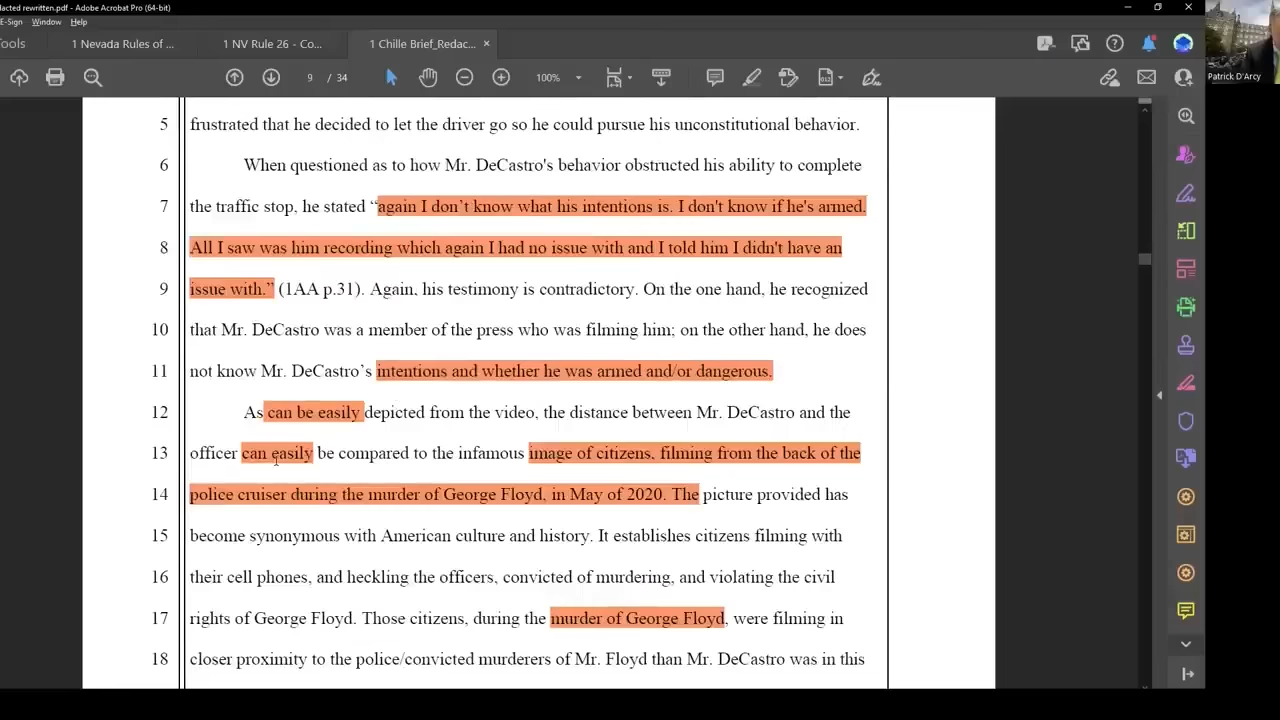 lacted rewritten.pdf - Adobe Acrobat Pro (64-bit)
E-Sign Window Help
Tools 1 Nevada Rules of ... 1 NV Rule 26 - Co... 1 Chille Brief_Redac... ×
9 / 34 100%
Patrick D'Arcy
5 frustrated that he decided to let the driver go so he could pursue his unconstitutional behavior.
6 When questioned as to how Mr. DeCastro's behavior obstructed his ability to complete
7 the traffic stop, he stated “again I don’t know what his intentions is. I don't know if he's armed.
8 All I saw was him recording which again I had no issue with and I told him I didn't have an
9 issue with.” (1AA p.31). Again, his testimony is contradictory. On the one hand, he recognized
10 that Mr. DeCastro was a member of the press who was filming him; on the other hand, he does
11 not know Mr. DeCastro’s intentions and whether he was armed and/or dangerous.
12 As can be easily depicted from the video, the distance between Mr. DeCastro and the
13 officer can easily be compared to the infamous image of citizens, filming from the back of the
14 police cruiser during the murder of George Floyd, in May of 2020. The picture provided has
15 become synonymous with American culture and history. It establishes citizens filming with
16 their cell phones, and heckling the officers, convicted of murdering, and violating the civil
17 rights of George Floyd. Those citizens, during the murder of George Floyd, were filming in
18 closer proximity to the police/convicted murderers of Mr. Floyd than Mr. DeCastro was in this